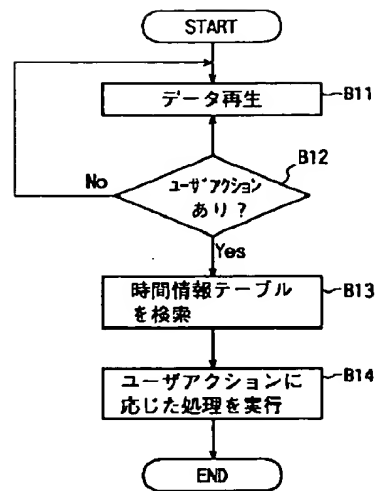 START
データ再生
B11
B12
ユーザアクション
あり？
No
Yes
時間情報テーブル
を検索
B13
ユーザアクションに
応じた処理を実行
B14
END